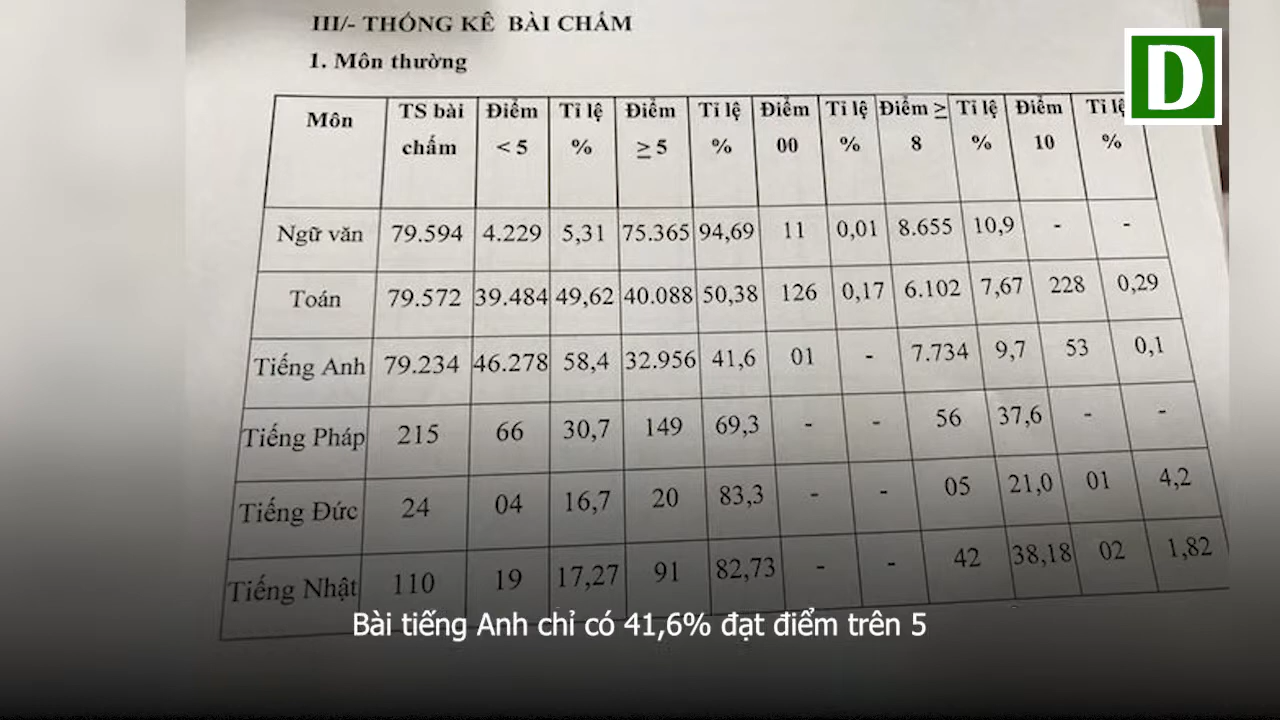 III/- THỐNG KÊ BÀI CHẤM
1. Môn thường
Môn TS bài chấm Điểm < 5 Tỉ lệ % Điểm ≥ 5 Tỉ lệ % Điểm 00 Tỉ lệ % Điểm ≥ 8 Tỉ lệ % Điểm 10 Tỉ lệ %
Ngữ văn 79.594 4.229 5,31 75.365 94,69 11 0,01 8.655 10,9 - -
Toán 79.572 39.484 49,62 40.088 50,38 126 0,17 6.102 7,67 228 0,29
Tiếng Anh 79.234 46.278 58,4 32.956 41,6 01 - 7.734 9,7 53 0,1
Tiếng Pháp 215 66 30,7 149 69,3 - - 56 37,6 - -
Tiếng Đức 24 04 16,7 20 83,3 - - 05 21,0 01 4,2
Tiếng Nhật 110 19 17,27 91 82,73 - - 42 38,18 02 1,82
Bài tiếng Anh chỉ có 41,6% đạt điểm trên 5
D